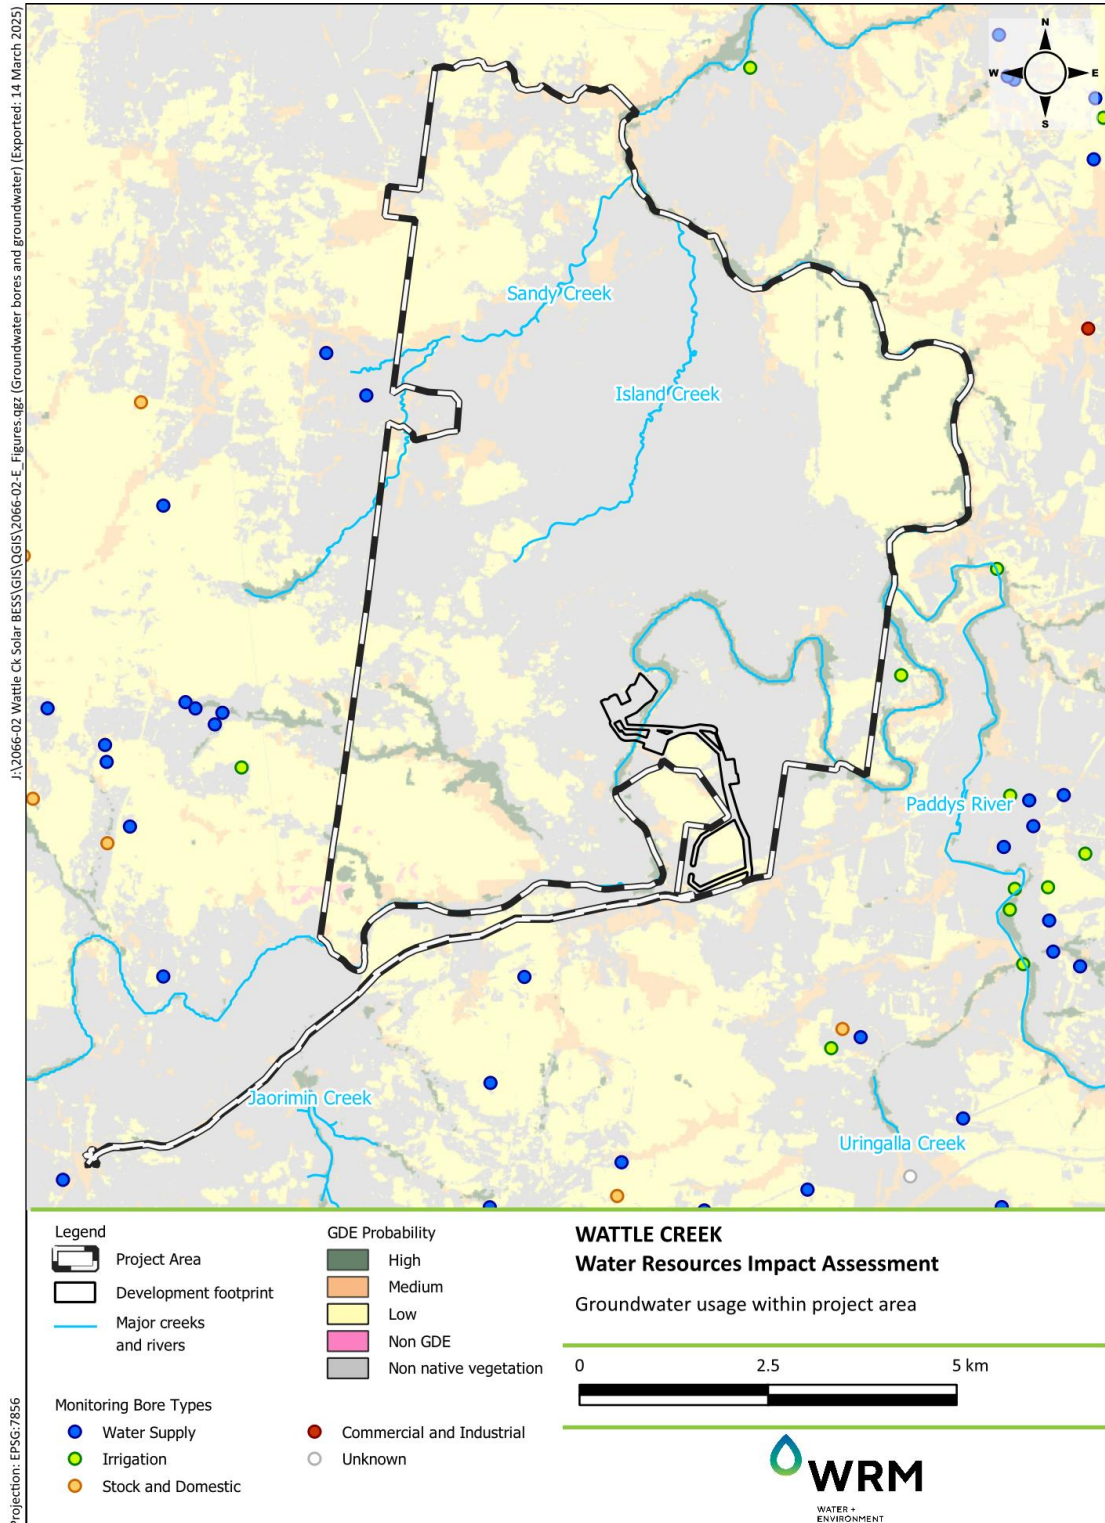 J:\2066-02 Wattle Ck Solar BESS\GIS\QGIS\2066-02-E_Figures.qgz (Groundwater bores and groundwater) (Exported: 14 March 2025)
N
W E
S
Sandy Creek
Island Creek
Paddys River
Jaorimin Creek
Uringalla Creek
Legend
Project Area
Development footprint
Major creeks
and rivers
GDE Probability
High
Medium
Low
Non GDE
Non native vegetation
Monitoring Bore Types
Water Supply
Irrigation
Stock and Domestic
Commercial and Industrial
Unknown
WATTLE CREEK
Water Resources Impact Assessment
Groundwater usage within project area
0 2.5 5 km
WRM
WATER +
ENVIRONMENT
Projection: EPSG:7856